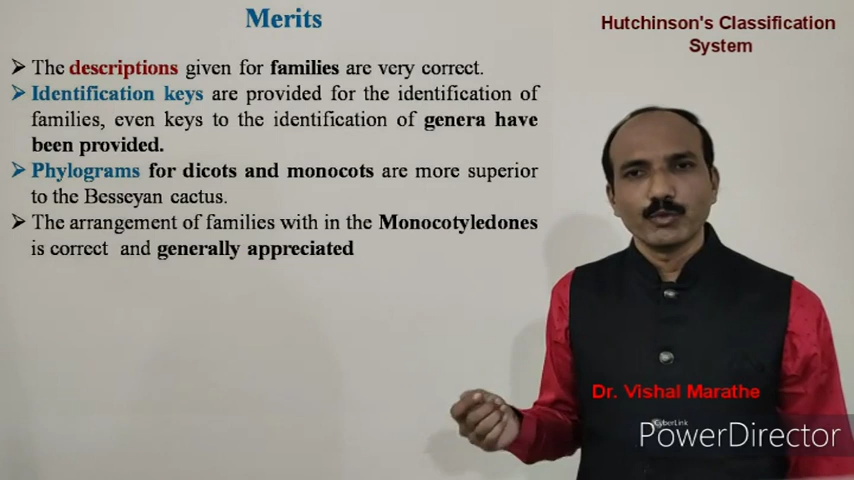 Merits
Hutchinson's Classification
System
➢ The descriptions given for families are very correct.
➢ Identification keys are provided for the identification of
families, even keys to the identification of genera have
been provided.
➢ Phylograms for dicots and monocots are more superior
to the Besseyan cactus.
➢ The arrangement of families with in the Monocotyledones
is correct and generally appreciated
Dr. Vishal Marathe
CyberLink
PowerDirector